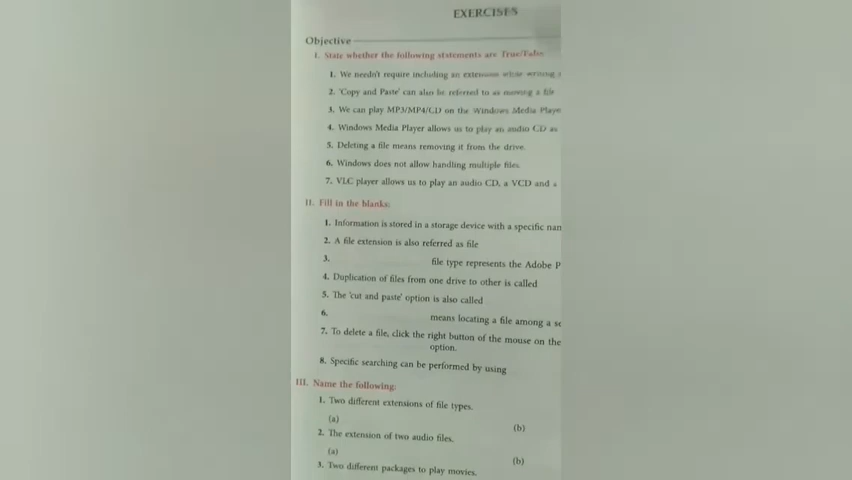 EXERCISES
Objective
I. State whether the following statements are True/False
1. We needn't require including an extension while writing
2. 'Copy and Paste' can also be referred to as moving a file
3. We can play MP3/MP4/CD on the Windows Media Playe
4. Windows Media Player allows us to play an audio CD as
5. Deleting a file means removing it from the drive.
6. Windows does not allow handling multiple files.
7. VLC player allows us to play an audio CD, a VCD and a
II. Fill in the blanks:
1. Information is stored in a storage device with a specific nam
2. A file extension is also referred as file
3. file type represents the Adobe P
4. Duplication of files from one drive to other is called
5. The 'cut and paste' option is also called
6. means locating a file among a se
7. To delete a file, click the right button of the mouse on the
option.
8. Specific searching can be performed by using
III. Name the following:
1. Two different extensions of file types.
(a) (b)
2. The extension of two audio files.
(a) (b)
3. Two different packages to play movies.